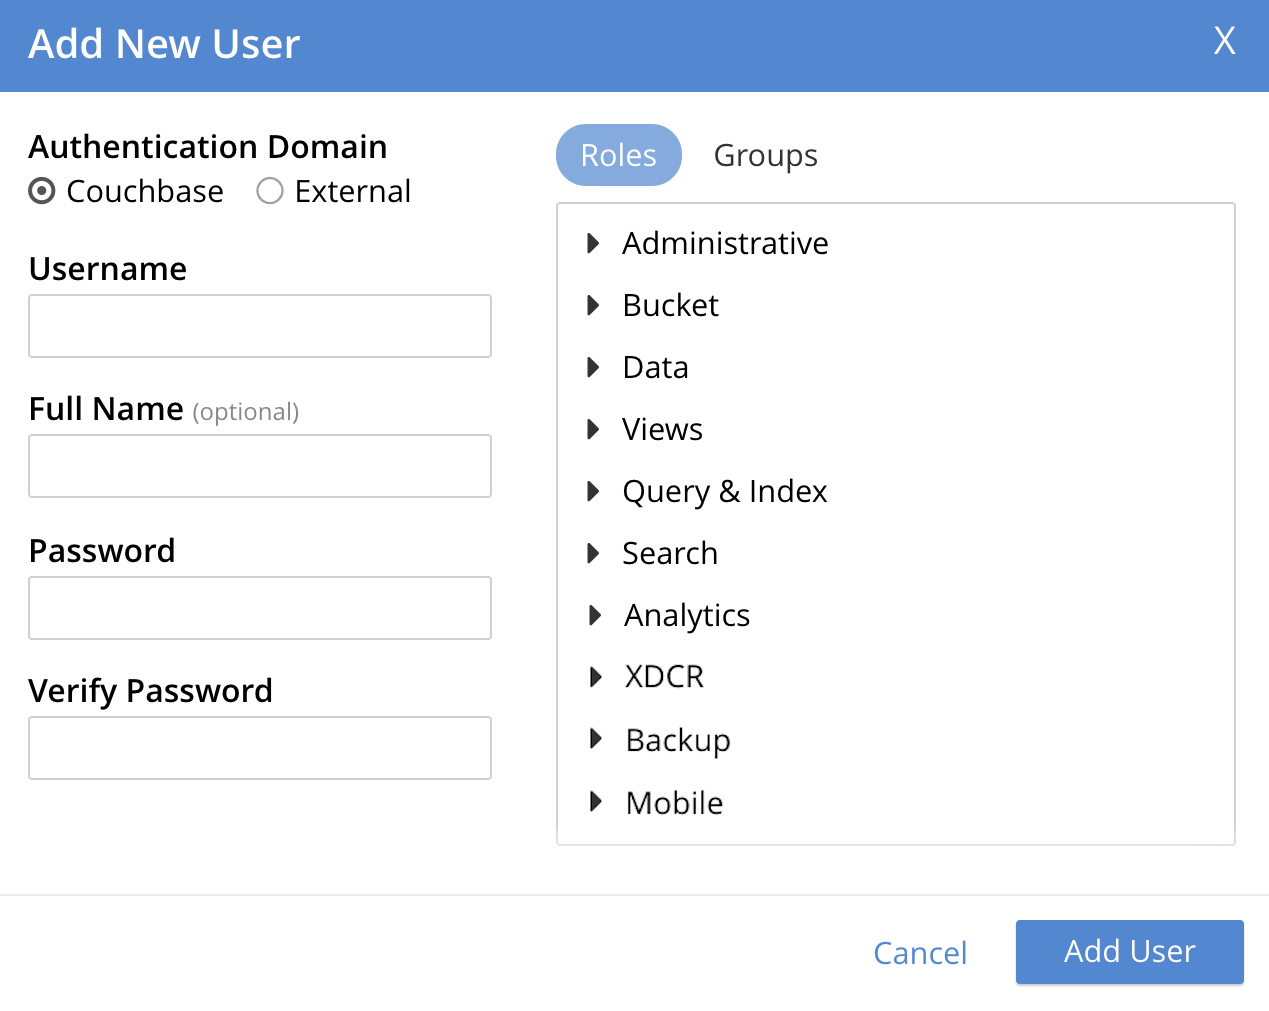 Add New User
X
Authentication Domain
Couchbase External
Username
Full Name (optional)
Password
Verify Password
Roles Groups
Administrative
Bucket
Data
Views
Query & Index
Search
Analytics
XDCR
Backup
Mobile
Cancel
Add User